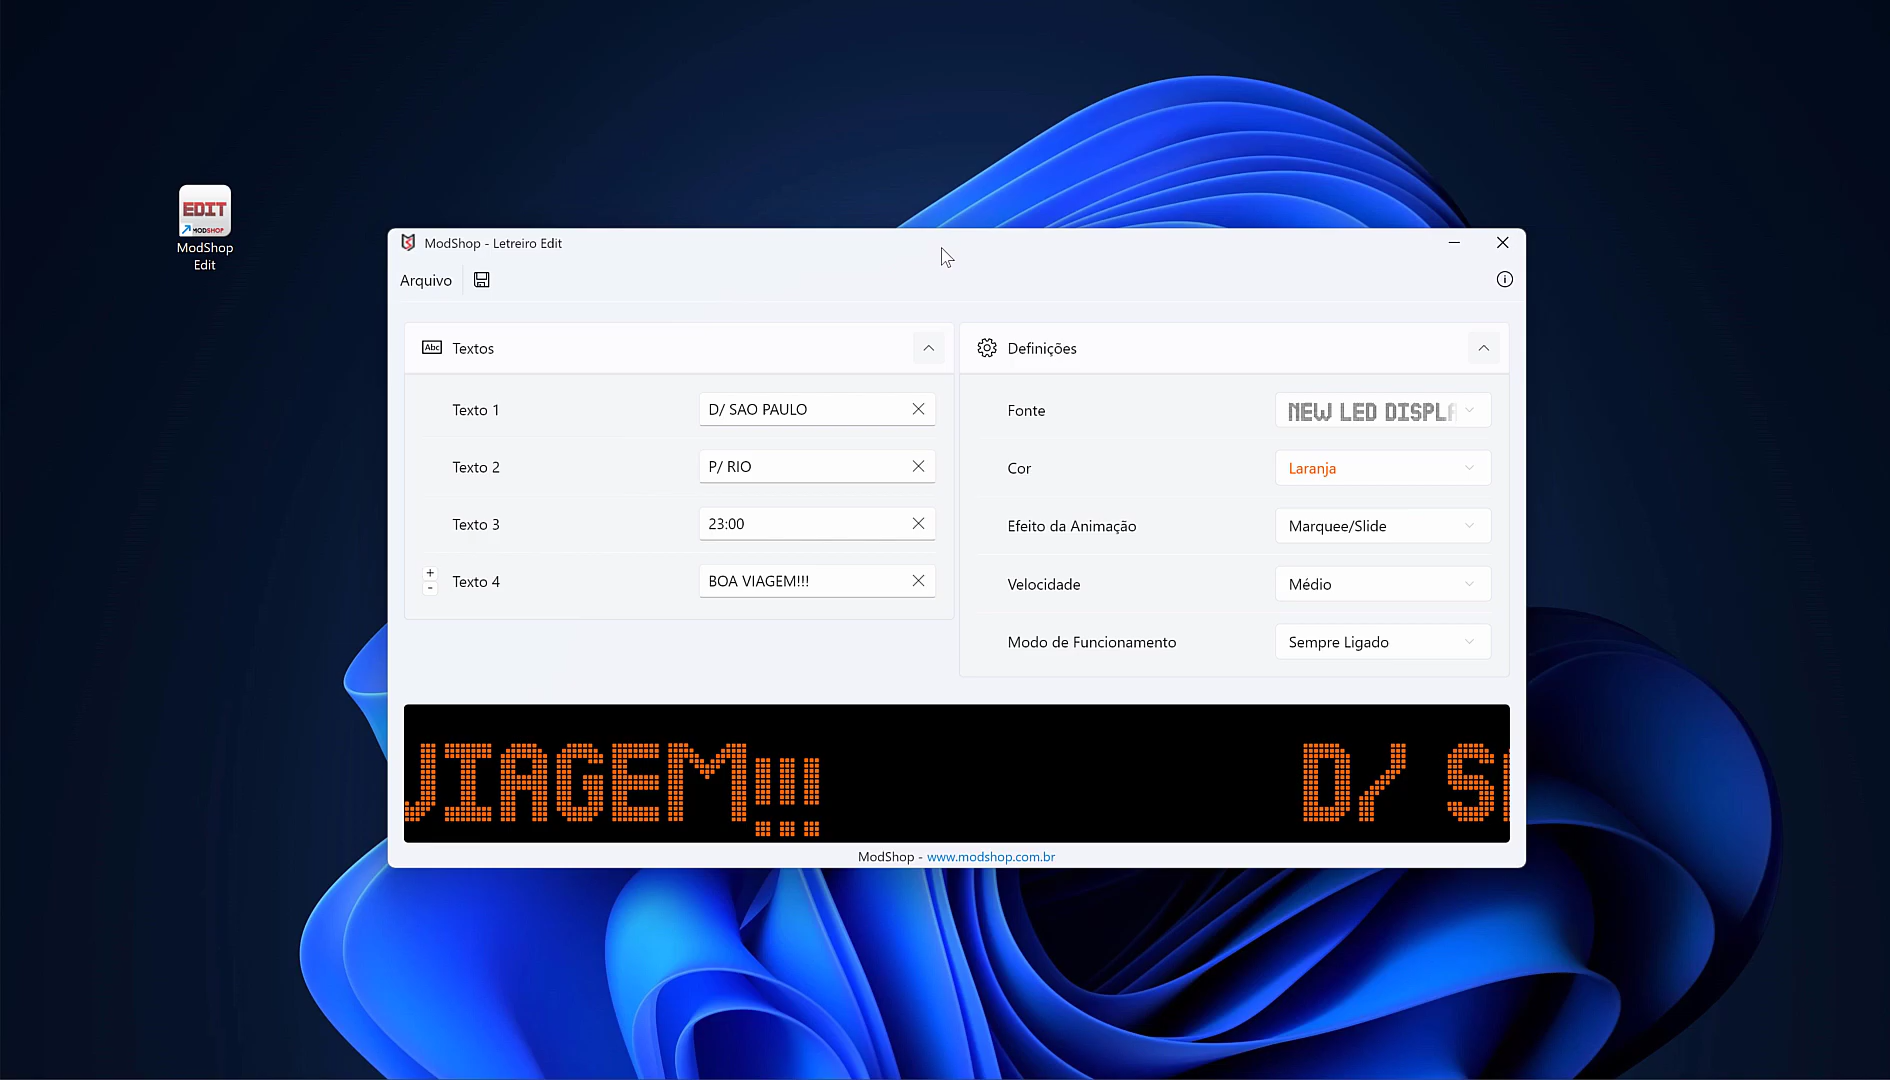 EDIT
MODSHOP
ModShop
Edit
ModShop - Letreiro Edit
Arquivo
Abc Textos
Texto 1 D/ SAO PAULO
Texto 2 P/ RIO
Texto 3 23:00
+
-
Texto 4 BOA VIAGEM!!!
Definições
Fonte NEW LED DISPLA
Cor Laranja
Efeito da Animação Marquee/Slide
Velocidade Médio
Modo de Funcionamento Sempre Ligado
VIAGEM!!! D/ S
ModShop - www.modshop.com.br